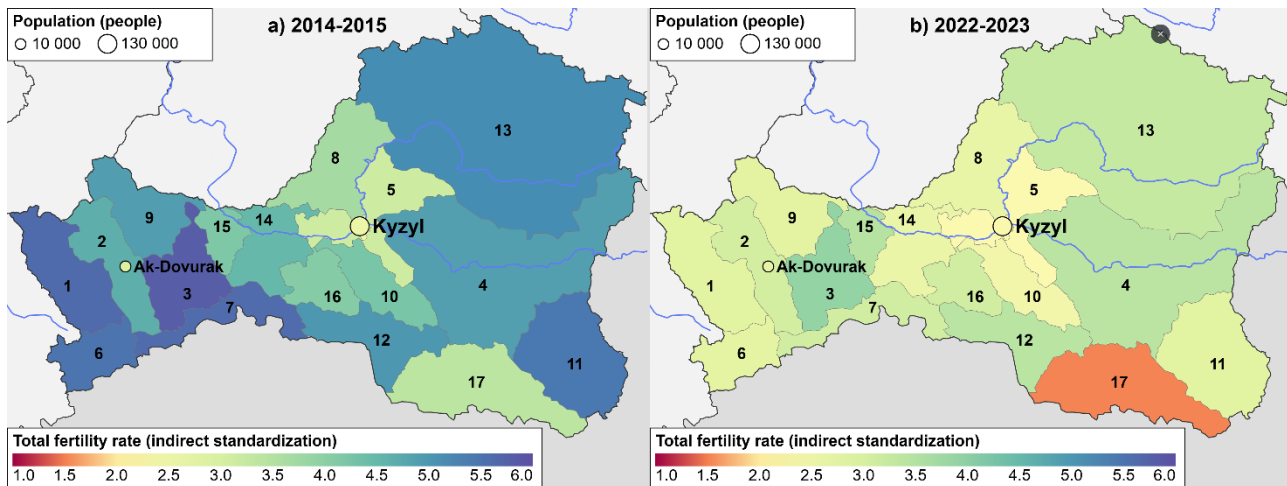 Population (people)
10 000 130 000
a) 2014-2015
13
8
5
9
14
15
Kyzyl
2
Ak-Dovurak
1
3
4
16
10
7
12
6
11
17
Total fertility rate (indirect standardization)
1.0 1.5 2.0 2.5 3.0 3.5 4.0 4.5 5.0 5.5 6.0
Population (people)
10 000 130 000
b) 2022-2023
13
8
5
9
14
15
Kyzyl
2
Ak-Dovurak
1
3
4
16
10
7
12
6
11
17
Total fertility rate (indirect standardization)
1.0 1.5 2.0 2.5 3.0 3.5 4.0 4.5 5.0 5.5 6.0